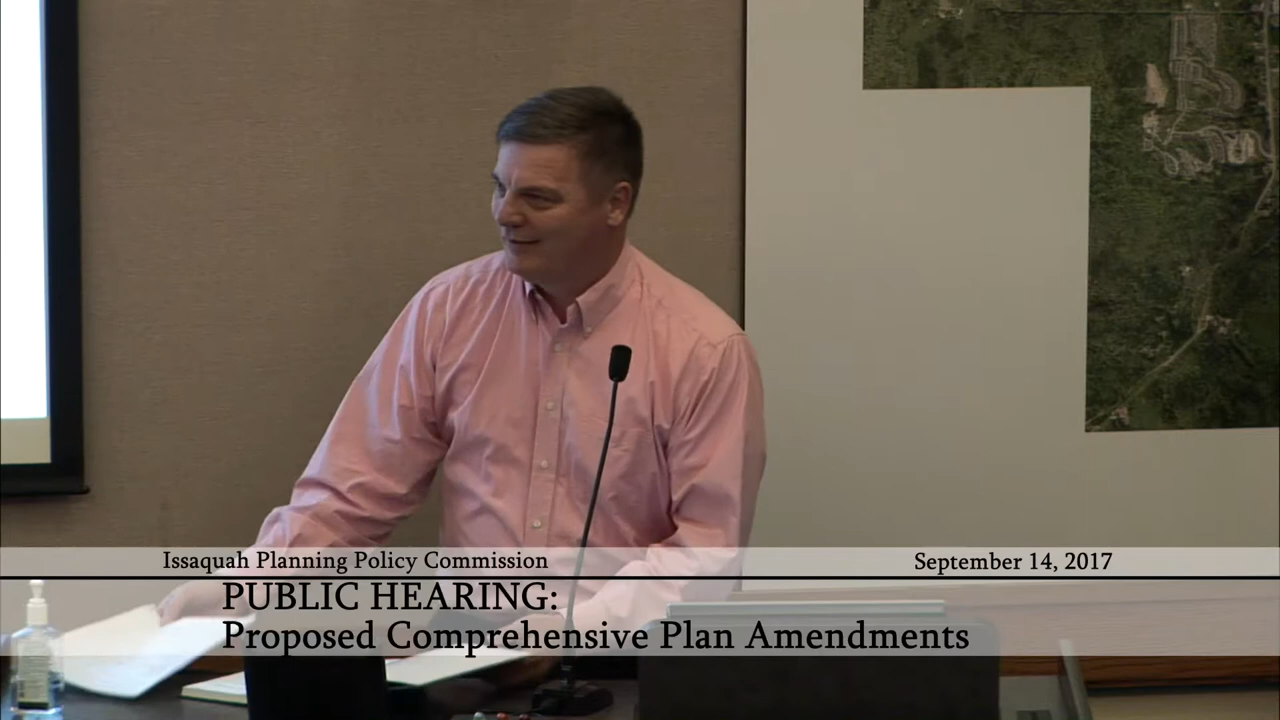 Issaquah Planning Policy Commission
September 14, 2017
PUBLIC HEARING:
Proposed Comprehensive Plan Amendments